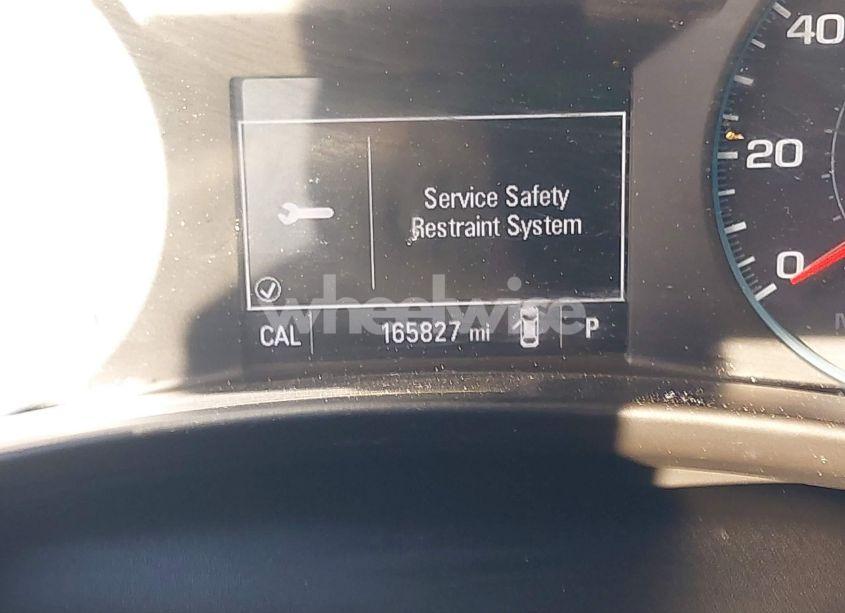 40
20
0
Service Safety
Restraint System
wheelwise
CAL 165827 mi P